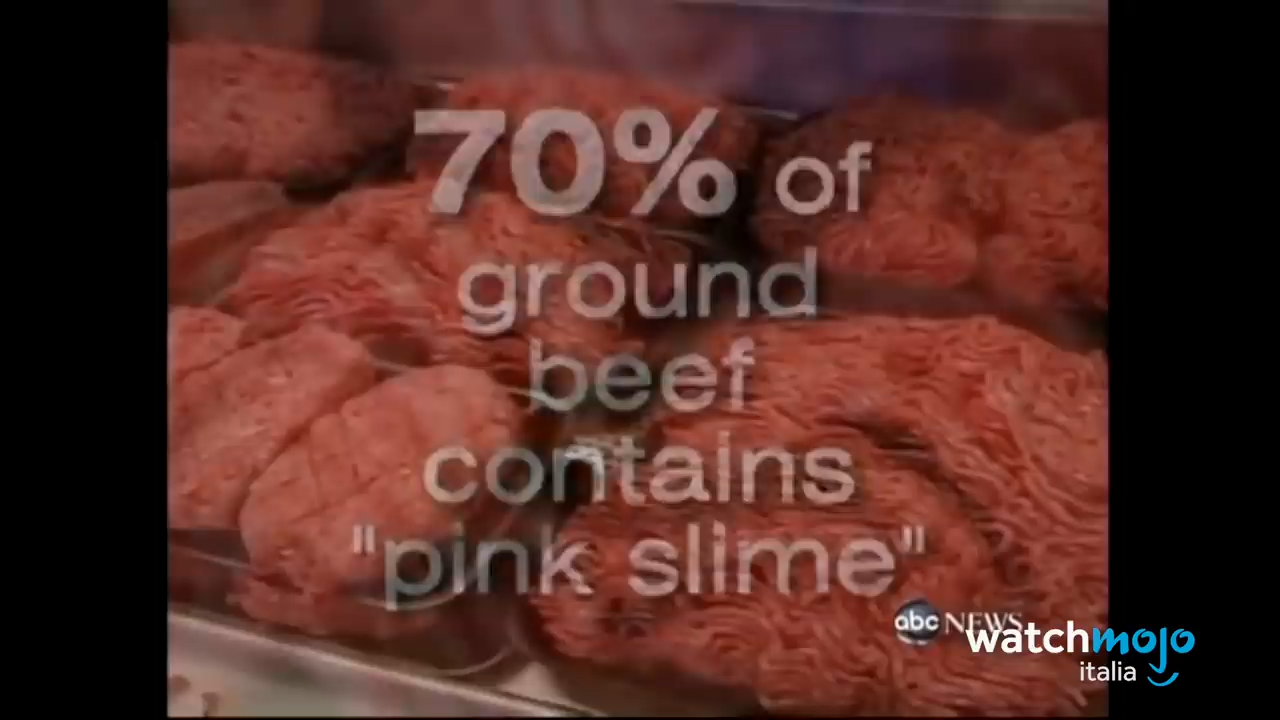 70% of
ground
beef
contains
"pink slime"
abc NEWS
watchmojo
italia